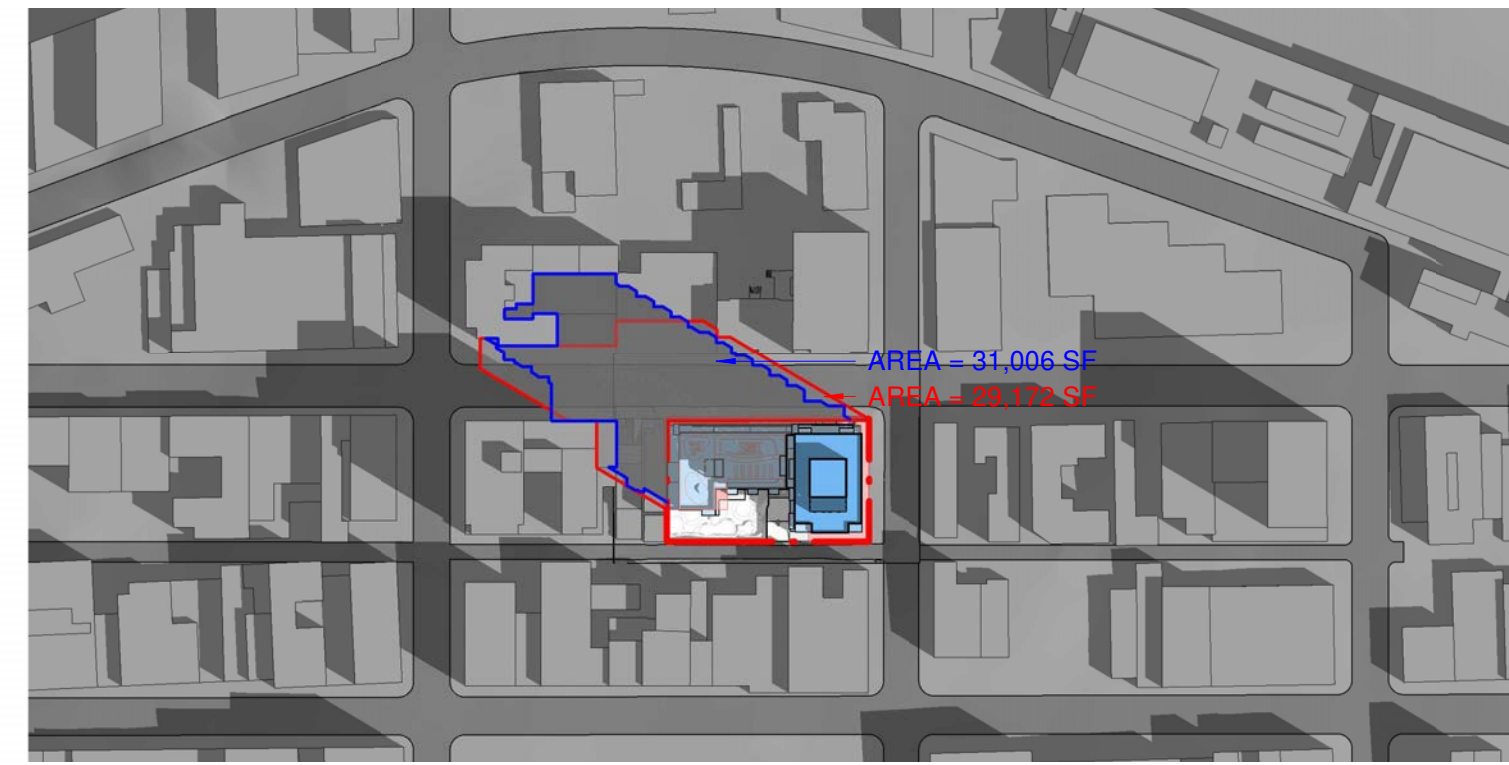 AREA = 31,006 SF
AREA = 29,172 SF